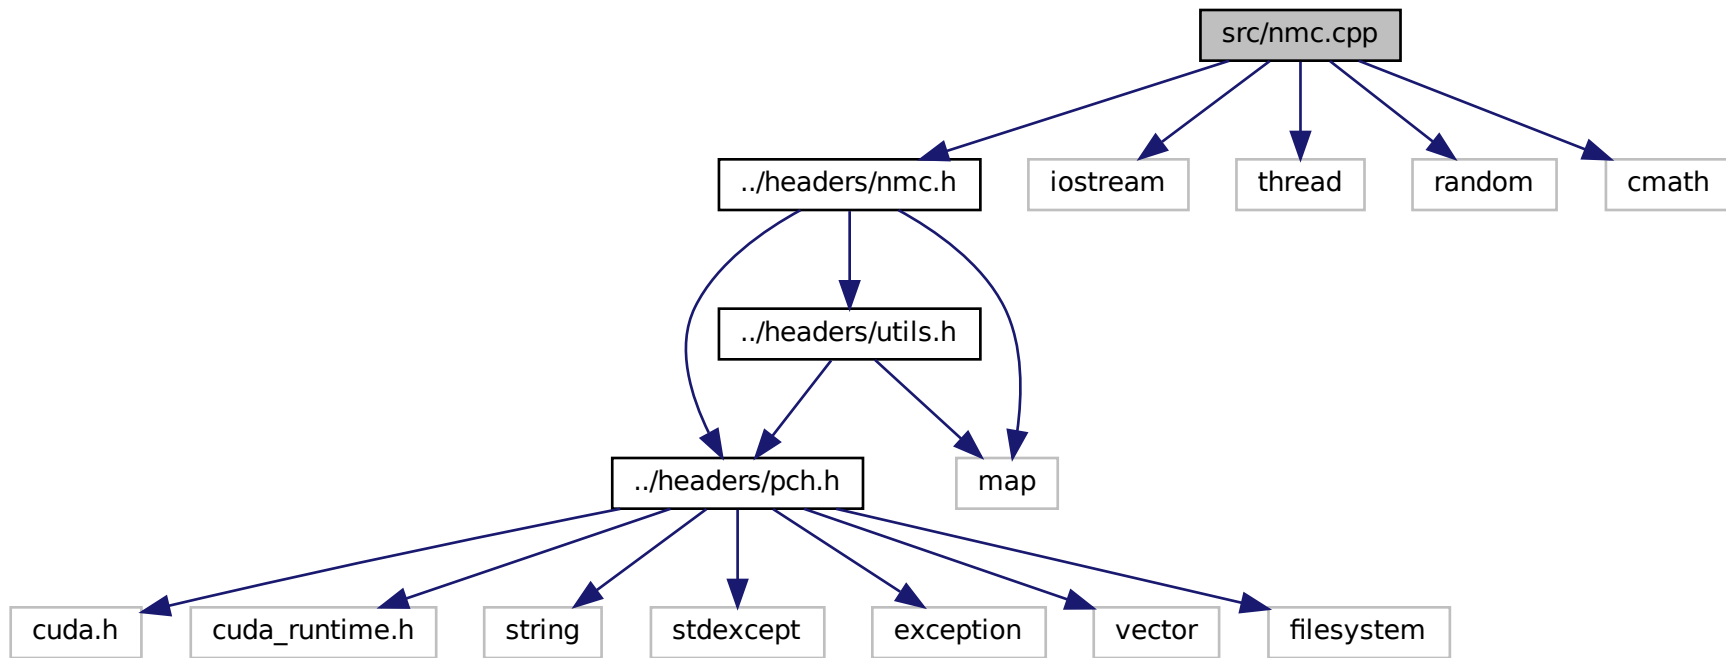 src/nmc.cpp
../headers/nmc.h
iostream
thread
random
cmath
../headers/utils.h
../headers/pch.h
map
cuda.h
cuda_runtime.h
string
stdexcept
exception
vector
filesystem